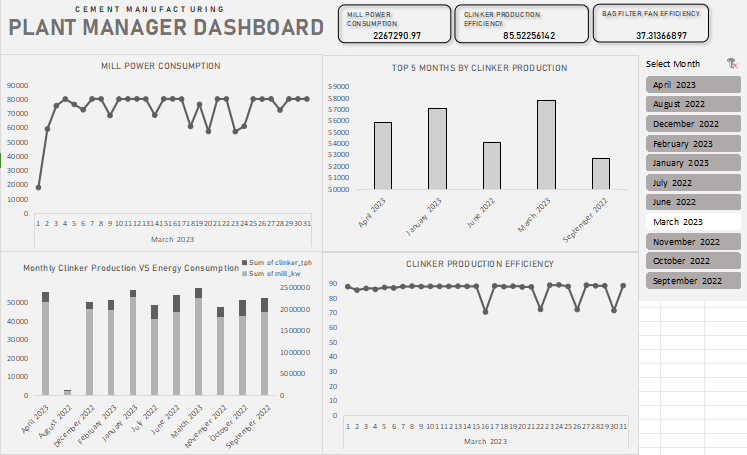 CEMENT MANUFACTURING
PLANT MANAGER DASHBOARD
MILL POWER
CONSUMPTION
2267290.97
CLINKER PRODUCTION
EFFICIENCY
85.52256142
BAG FILTER FAN EFFICIENCY
37.31366897
MILL POWER CONSUMPTION
90000
80000
70000
60000
50000
40000
30000
20000
10000
0
1 2 3 4 5 6 7 8 9 10 11 12 13 14 15 16 17 18 19 20 21 22 23 24 25 26 27 28 29 30 31
March 2023
TOP 5 MONTHS BY CLINKER PRODUCTION
59000
58000
57000
56000
55000
54000
53000
52000
51000
50000
April 2023
January 2023
June 2022
March 2023
September 2022
Select Month
April 2023
August 2022
December 2022
February 2023
January 2023
July 2022
June 2022
March 2023
November 2022
October 2022
September 2022
Monthly Clinker Production VS Energy Consumption
Sum of clinker_tph
Sum of mill_kw
50000
40000
30000
20000
10000
0
2500000
2000000
1500000
1000000
500000
0
April 2023
August 2022
December 2022
February 2023
January 2023
July 2022
June 2022
March 2023
November 2022
October 2022
September 2022
CLINKER PRODUCTION EFFICIENCY
90
80
70
60
50
40
30
20
10
0
1 2 3 4 5 6 7 8 9 10 11 12 13 14 15 16 17 18 19 20 21 22 23 24 25 26 27 28 29 30 31
March 2023